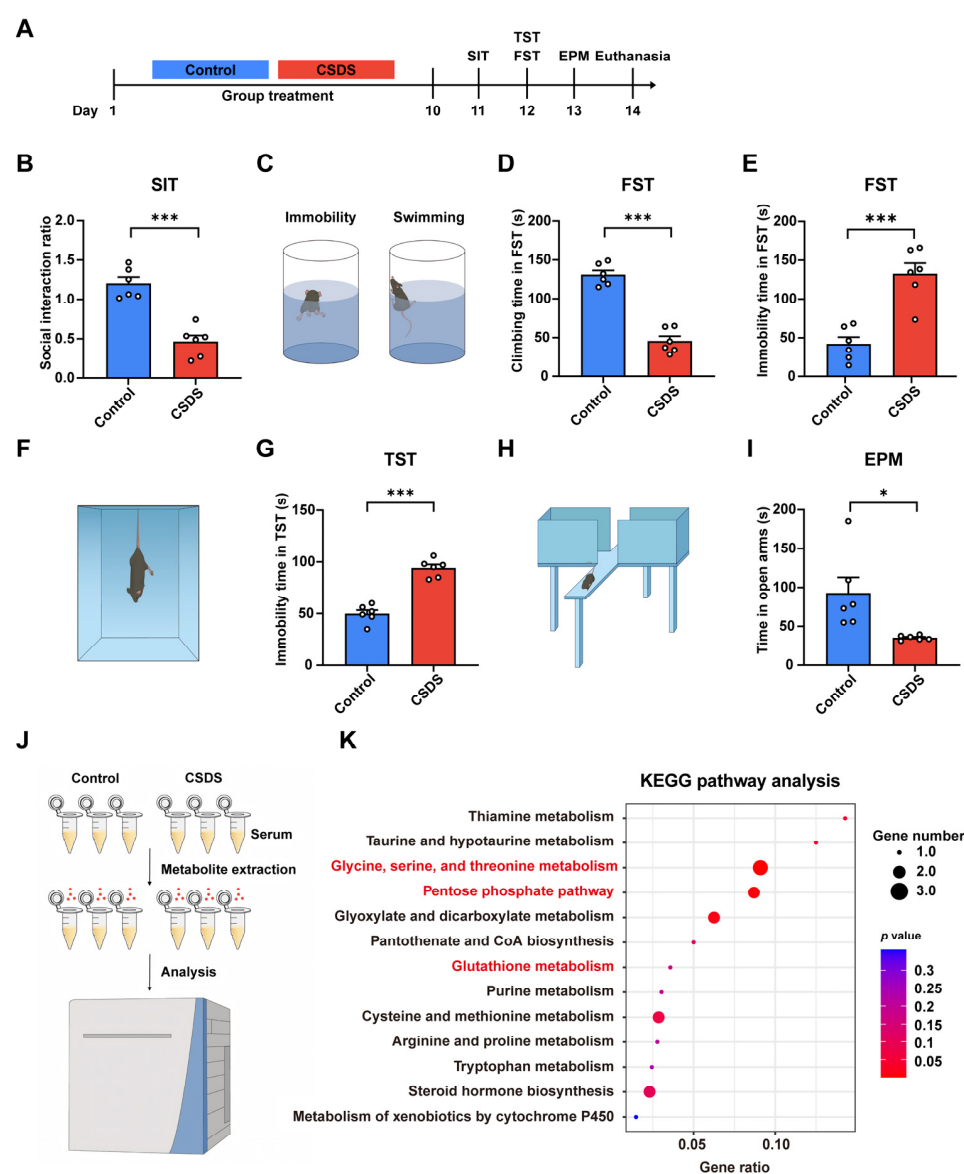 A
TST
SIT FST EPM Euthanasia
Control CSDS
Group treatment
Day 1 10 11 12 13 14
B
SIT
Social interaction ratio
2.0
1.5
1.0
0.5
0.0
***
Control
CSDS
C
Immobility Swimming
D
FST
Climbing time in FST (s)
200
150
100
50
0
***
Control
CSDS
E
FST
Immobility time in FST (s)
200
150
100
50
0
***
Control
CSDS
F
G
TST
Immobility time in TST (s)
150
100
50
0
***
Control
CSDS
H
I
EPM
Time in open arms (s)
200
150
100
50
0
*
Control
CSDS
J
Control CSDS
Serum
Metabolite extraction
Analysis
K
KEGG pathway analysis
Thiamine metabolism
Taurine and hypotaurine metabolism
Glycine, serine, and threonine metabolism
Pentose phosphate pathway
Glyoxylate and dicarboxylate metabolism
Pantothenate and CoA biosynthesis
Glutathione metabolism
Purine metabolism
Cysteine and methionine metabolism
Arginine and proline metabolism
Tryptophan metabolism
Steroid hormone biosynthesis
Metabolism of xenobiotics by cytochrome P450
0.05 0.10
Gene ratio
Gene number
1.0
2.0
3.0
p value
0.3
0.25
0.2
0.15
0.1
0.05